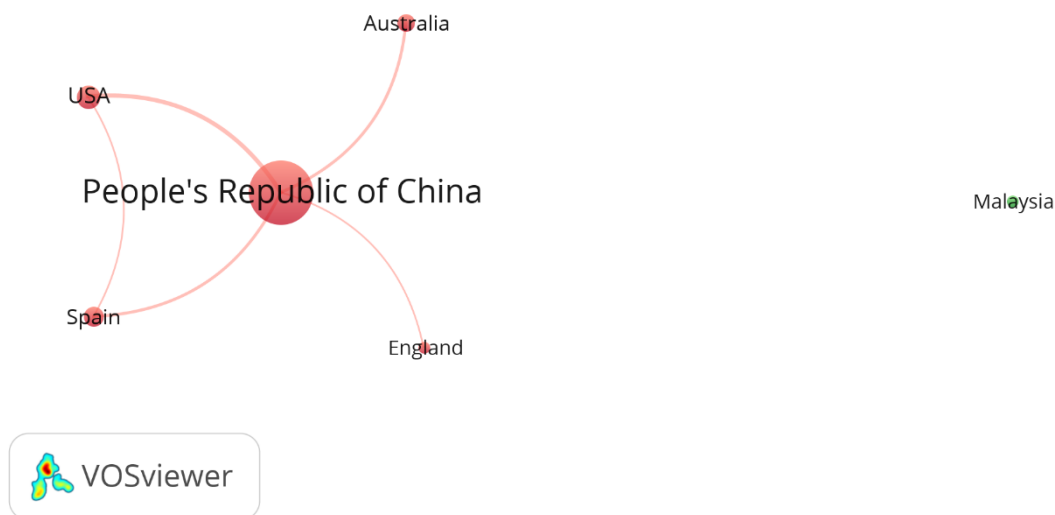 Australia
USA
People's Republic of China
Malaysia
Spain
England
VOSviewer